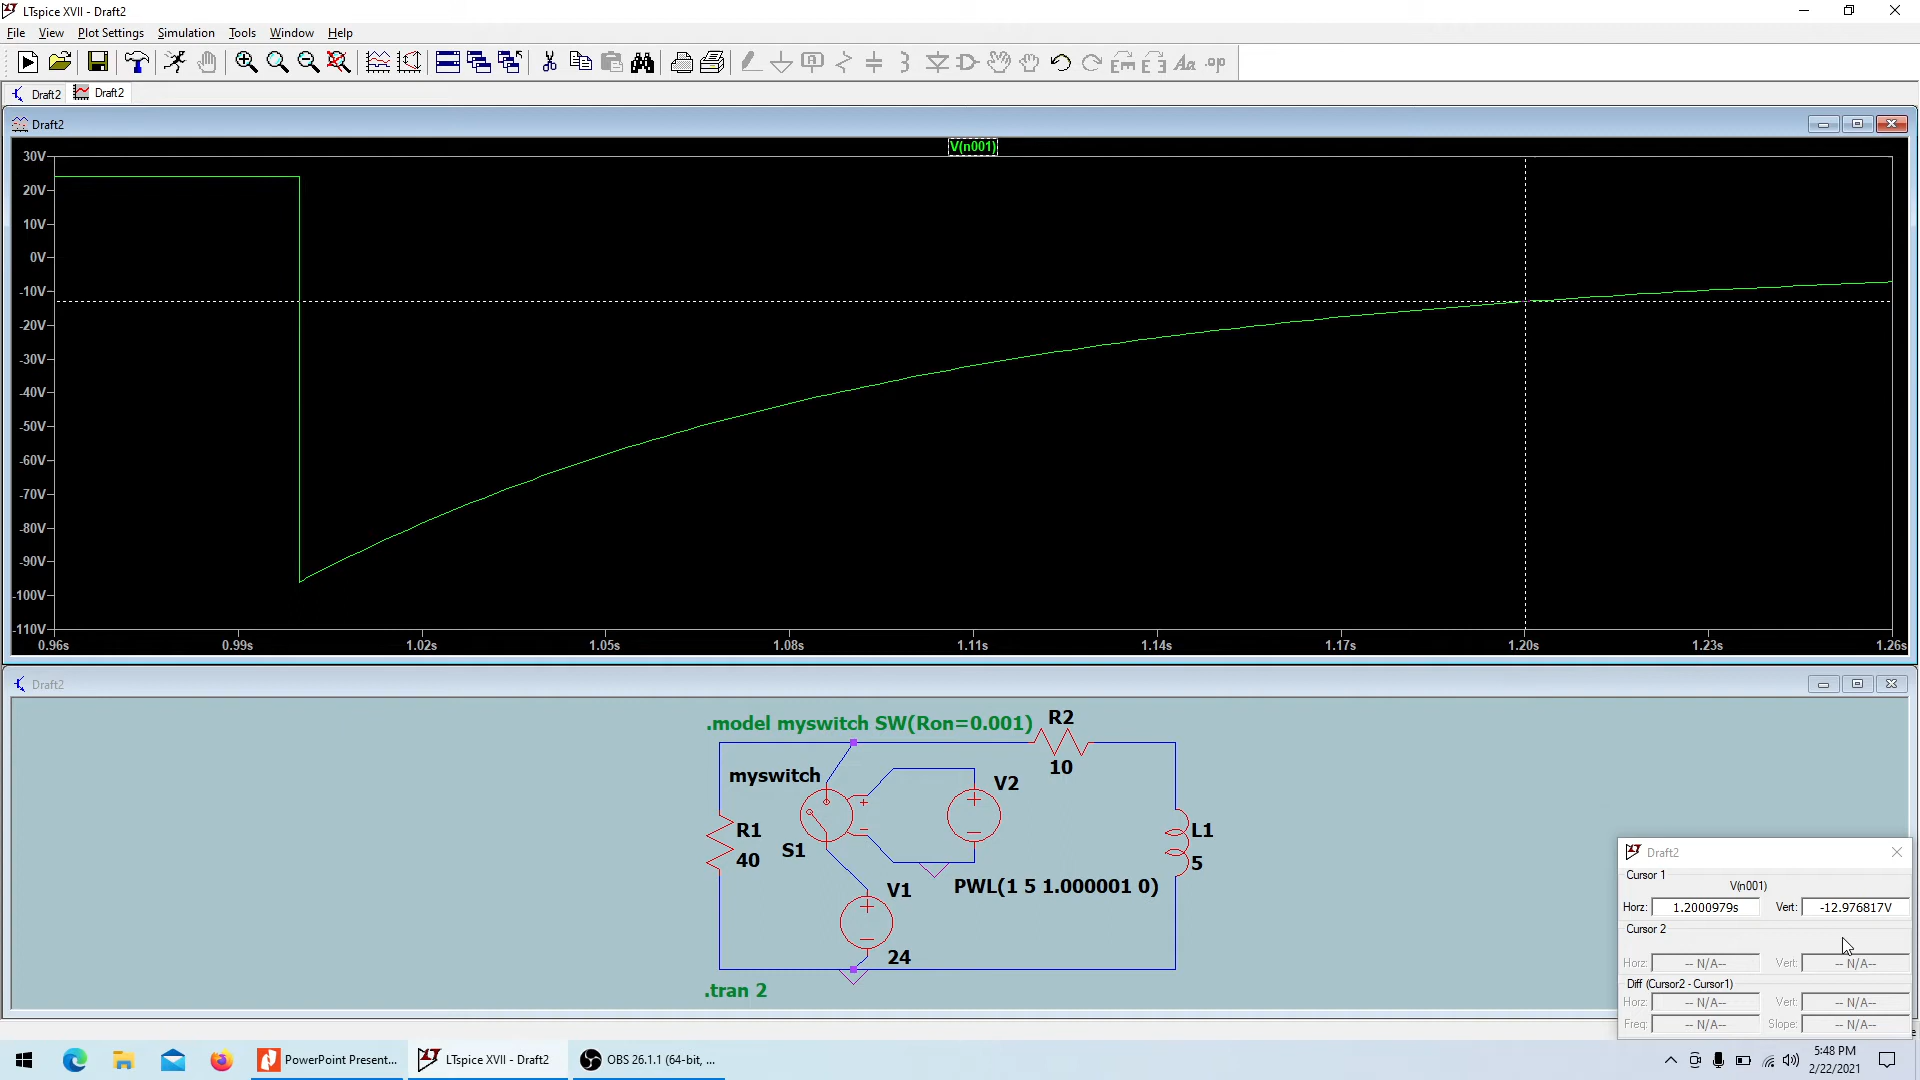 LTspice XVII - Draft2
File View Plot Settings Simulation Tools Window Help
Draft2 Draft2
Draft2
V(n001)
30V
20V
10V
0V
-10V
-20V
-30V
-40V
-50V
-60V
-70V
-80V
-90V
-100V
-110V
0.96s 0.99s 1.02s 1.05s 1.08s 1.11s 1.14s 1.17s 1.20s 1.23s 1.26s
Draft2
.model myswitch SW(Ron=0.001)
R2
10
myswitch
V2
R1
40
S1
L1
5
PWL(1 5 1.000001 0)
V1
24
.tran 2
Draft2
Cursor 1
V(n001)
Horz: 1.2000979s Vert: -12.976817V
Cursor 2
Horz: -- N/A-- Vert: -- N/A--
Diff (Cursor2 - Cursor1)
Horz: -- N/A-- Vert: -- N/A--
Freq: -- N/A-- Slope: -- N/A--
PowerPoint Present... LTspice XVII - Draft2 OBS 26.1.1 (64-bit, ...
5:48 PM
2/22/2021